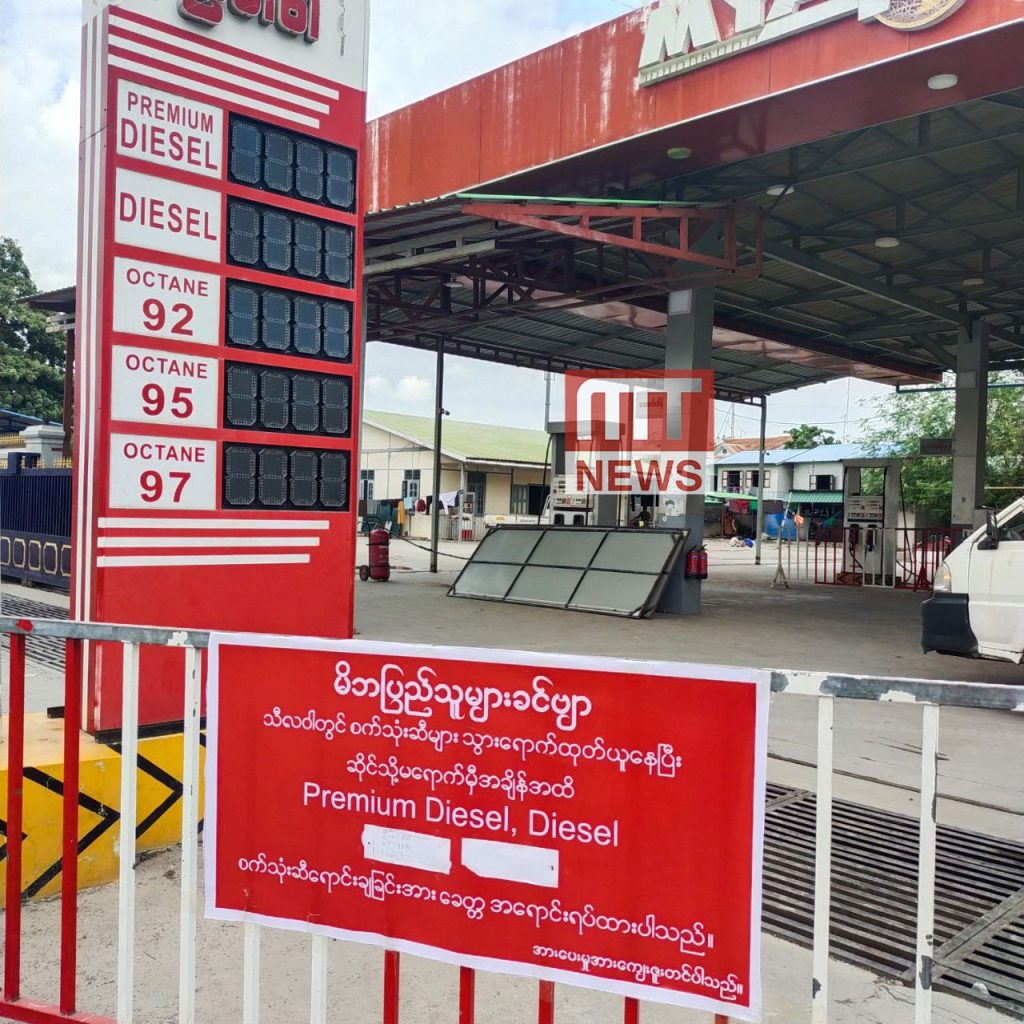 PREMIUM
DIESEL
DIESEL
OCTANE
92
OCTANE
95
OCTANE
97
NEWS
မိဘပြည်သူများခင်ဗျာ
သီလဝါတွင် စက်သုံးဆီများ သွားရောက်ထုတ်ယူနေပြီး
ဆိုင်သို့မရောက်မှီအချိန်အထိ
Premium Diesel, Diesel
စက်သုံးဆီရောင်းချခြင်းအား ခေတ္တ အရောင်းရပ်ထားပါသည်။
အားပေးမှုအားကျေးဇူးတင်ပါသည်။